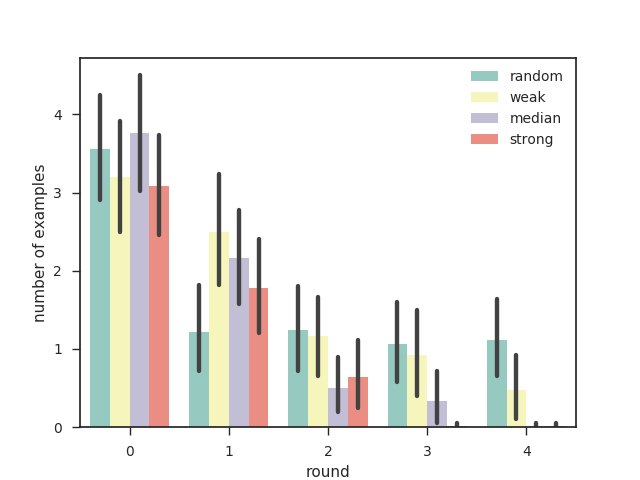 random
weak
median
strong
number of examples
4
3
2
1
0
0 1 2 3 4
round